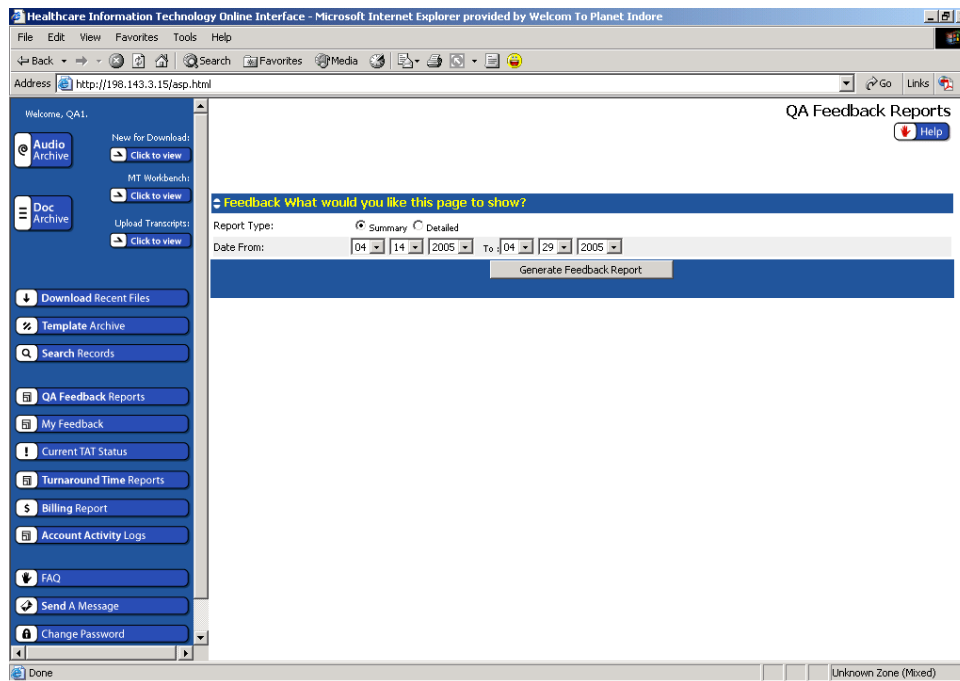 Healthcare Information Technology Online Interface - Microsoft Internet Explorer provided by Welcom To Planet Indore
File Edit View Favorites Tools Help
Back Search Favorites Media
Address http://198.143.3.15/asp.html Go Links
Welcome, QA1.
QA Feedback Reports
Help
Audio Archive
New for Download:
Click to view
MT Workbench:
Click to view
Doc Archive
Upload Transcripts:
Click to view
Feedback What would you like this page to show?
Report Type: Summary Detailed
Date From: 04 14 2005 To : 04 29 2005
Generate Feedback Report
Download Recent Files
Template Archive
Search Records
QA Feedback Reports
My Feedback
Current TAT Status
Turnaround Time Reports
Billing Report
Account Activity Logs
FAQ
Send A Message
Change Password
Done Unknown Zone (Mixed)